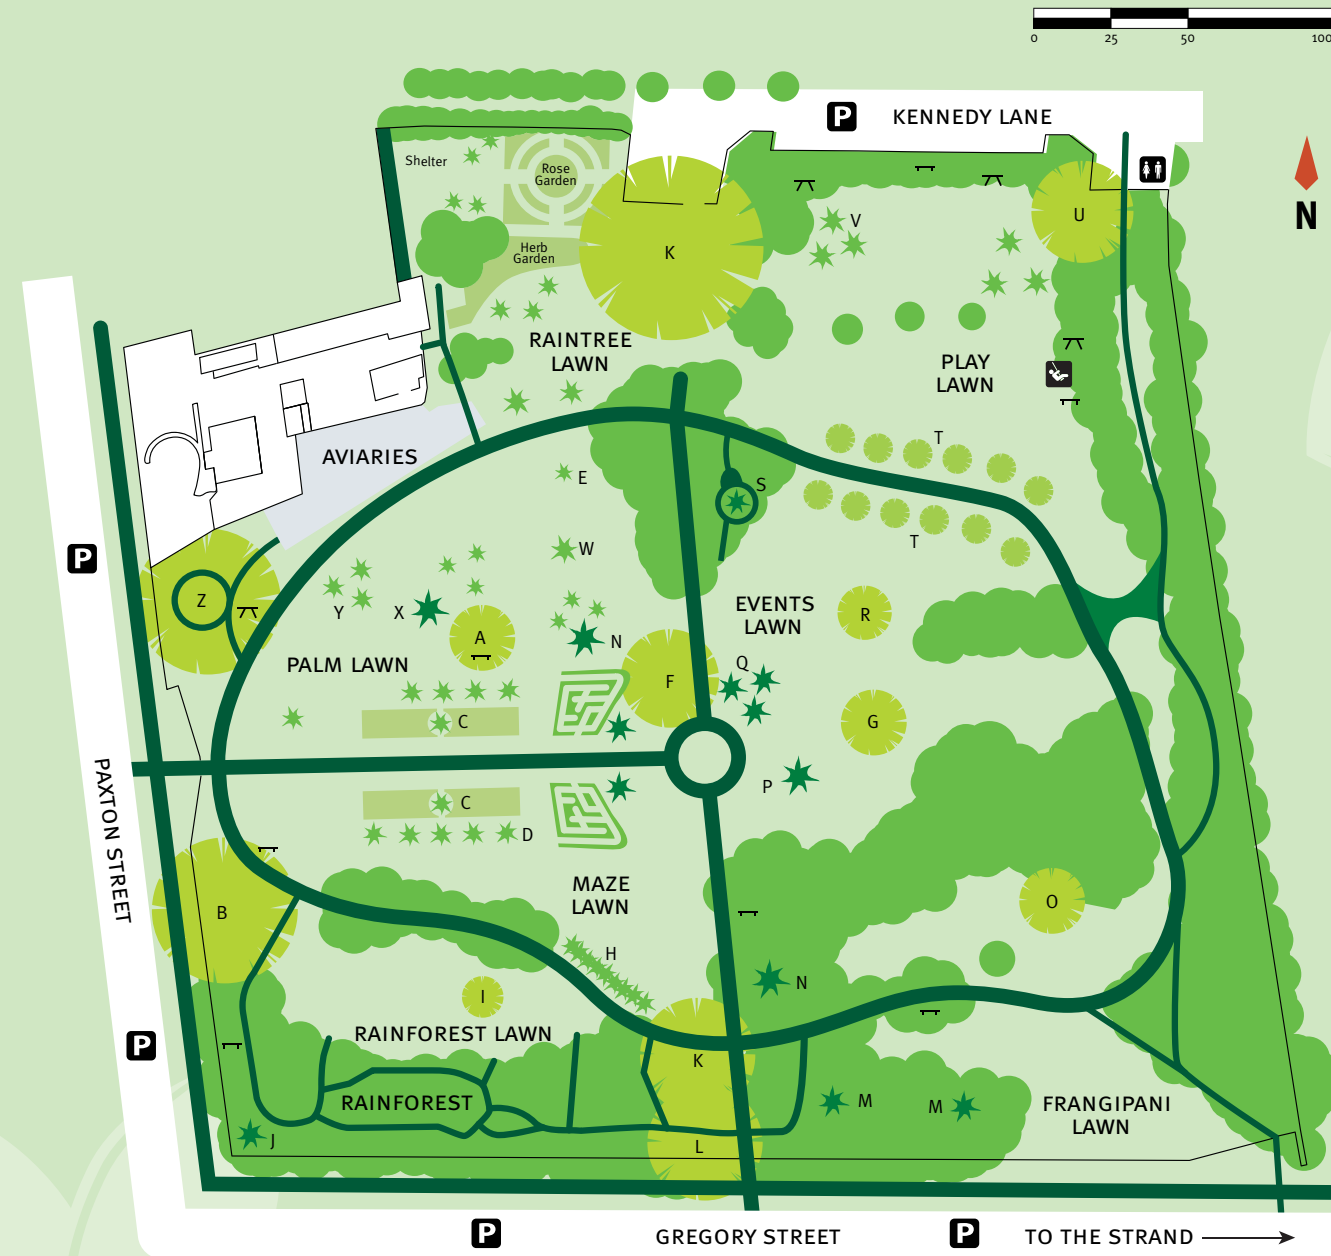 0 25 50 100
P KENNEDY LANE
Shelter
Rose
Garden
Herb
Garden
K
V
U
N
RAINTREE
LAWN
PLAY
LAWN
AVIARIES
E
S
T
T
W
P
Z
Y
X
A
N
EVENTS
LAWN
R
PALM LAWN
F
Q
C
G
P
C
D
PAXTON STREET
MAZE
LAWN
B
O
H
N
I
RAINFOREST LAWN
P
K
RAINFOREST
M
M
FRANGIPANI
LAWN
J
L
P
GREGORY STREET
P
TO THE STRAND